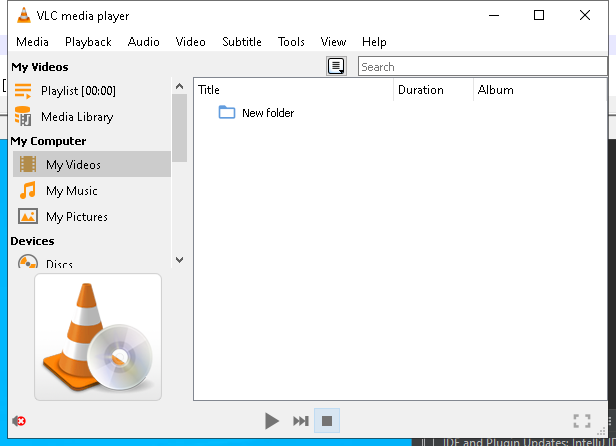 VLC media player
Media Playback Audio Video Subtitle Tools View Help
My Videos
Search
Playlist [00:00]
Media Library
My Computer
My Videos
My Music
My Pictures
Devices
Discs
Title Duration Album
New folder
IDE and Plugin Updates: IntelliJ